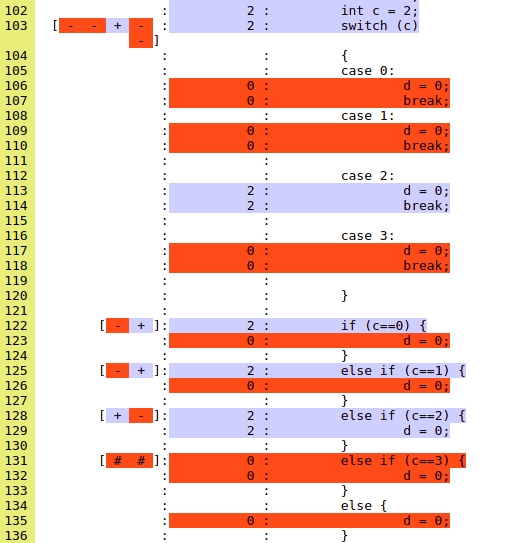 102 : 2 : int c = 2;
103 [ - - + - : 2 : switch (c)
- ]
104 : : {
105 : : case 0:
106 : 0 : d = 0;
107 : 0 : break;
108 : : case 1:
109 : 0 : d = 0;
110 : 0 : break;
111 : :
112 : : case 2:
113 : 2 : d = 0;
114 : 2 : break;
115 : :
116 : : case 3:
117 : 0 : d = 0;
118 : 0 : break;
119 : :
120 : : }
121 : :
122 [ - + ]: 2 : if (c==0) {
123 : 0 : d = 0;
124 : : }
125 [ - + ]: 2 : else if (c==1) {
126 : 0 : d = 0;
127 : : }
128 [ + - ]: 2 : else if (c==2) {
129 : 2 : d = 0;
130 : : }
131 [ # # ]: 0 : else if (c==3) {
132 : 0 : d = 0;
133 : : }
134 : : else {
135 : 0 : d = 0;
136 : : }